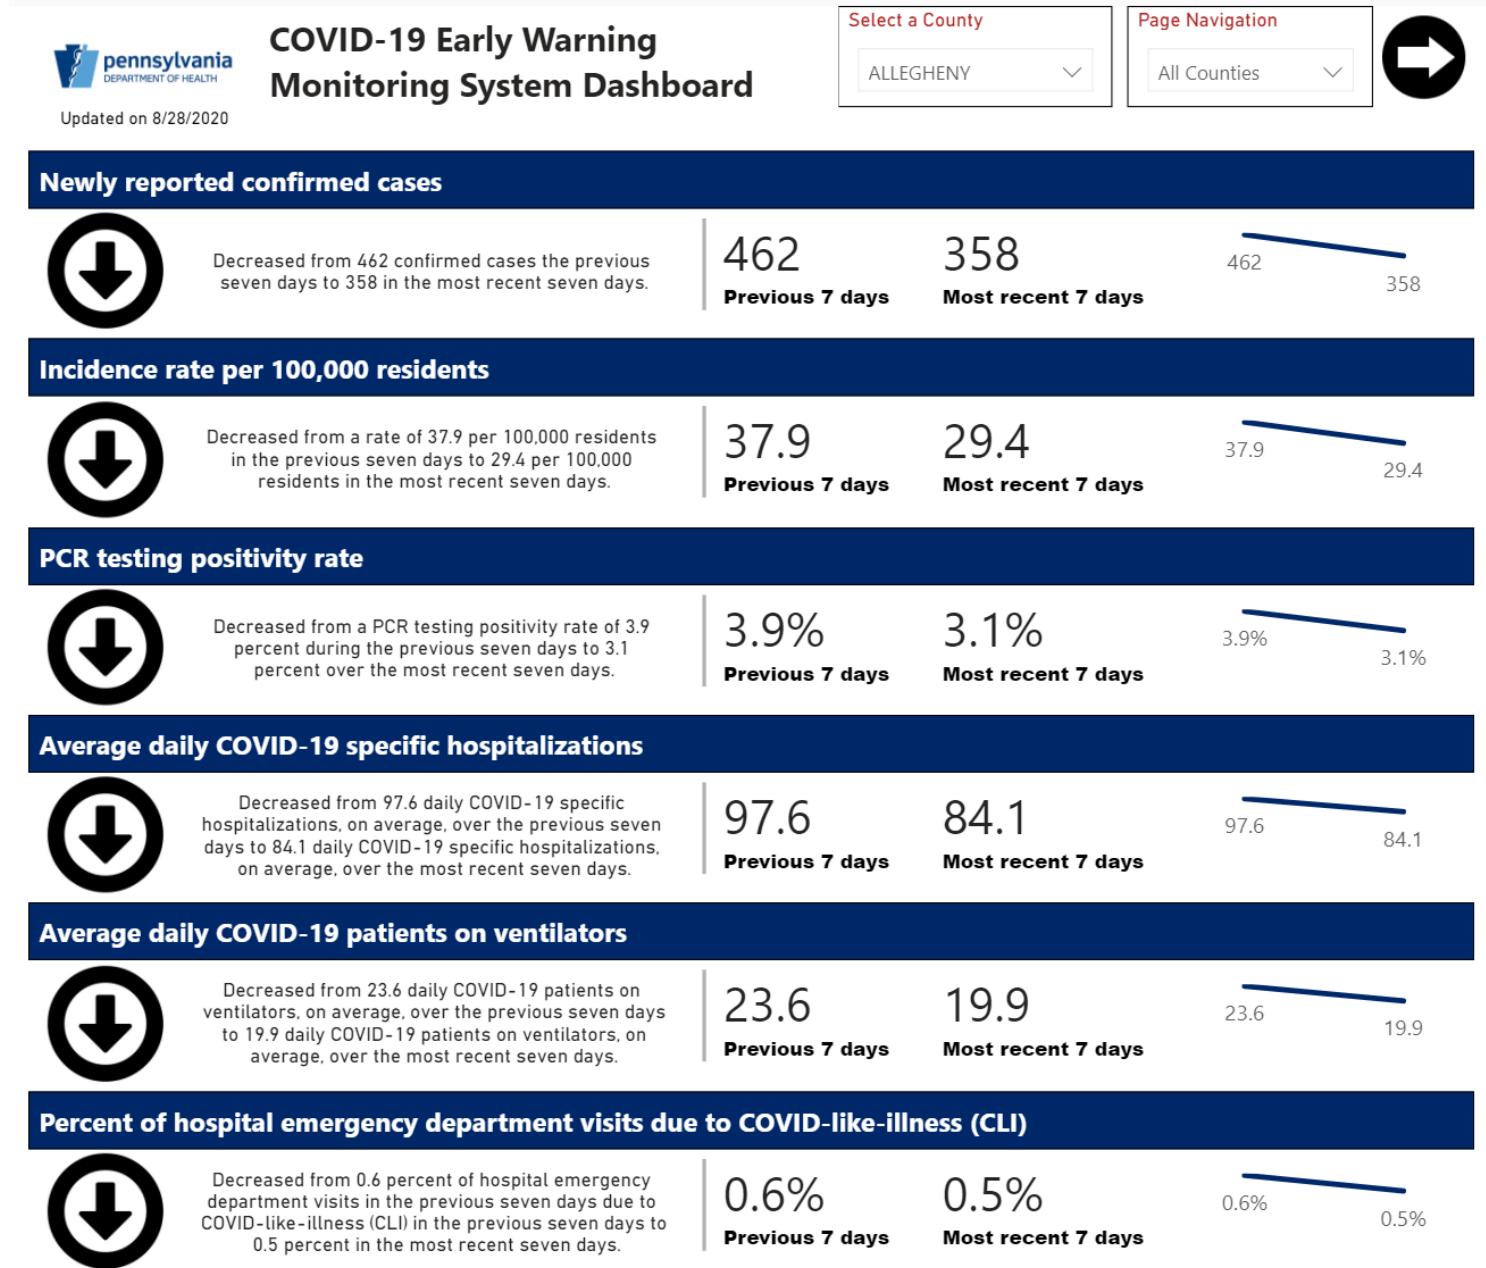 pennsylvania
DEPARTMENT OF HEALTH
Updated on 8/28/2020
COVID-19 Early Warning
Monitoring System Dashboard
Select a County
ALLEGHENY
Page Navigation
All Counties
Newly reported confirmed cases
Decreased from 462 confirmed cases the previous
seven days to 358 in the most recent seven days.
462
Previous 7 days
358
Most recent 7 days
462
358
Incidence rate per 100,000 residents
Decreased from a rate of 37.9 per 100,000 residents
in the previous seven days to 29.4 per 100,000
residents in the most recent seven days.
37.9
Previous 7 days
29.4
Most recent 7 days
37.9
29.4
PCR testing positivity rate
Decreased from a PCR testing positivity rate of 3.9
percent during the previous seven days to 3.1
percent over the most recent seven days.
3.9%
Previous 7 days
3.1%
Most recent 7 days
3.9%
3.1%
Average daily COVID-19 specific hospitalizations
Decreased from 97.6 daily COVID-19 specific
hospitalizations, on average, over the previous seven
days to 84.1 daily COVID-19 specific hospitalizations,
on average, over the most recent seven days.
97.6
Previous 7 days
84.1
Most recent 7 days
97.6
84.1
Average daily COVID-19 patients on ventilators
Decreased from 23.6 daily COVID-19 patients on
ventilators, on average, over the previous seven days
to 19.9 daily COVID-19 patients on ventilators, on
average, over the most recent seven days.
23.6
Previous 7 days
19.9
Most recent 7 days
23.6
19.9
Percent of hospital emergency department visits due to COVID-like-illness (CLI)
Decreased from 0.6 percent of hospital emergency
department visits in the previous seven days due to
COVID-like-illness (CLI) in the previous seven days to
0.5 percent in the most recent seven days.
0.6%
Previous 7 days
0.5%
Most recent 7 days
0.6%
0.5%